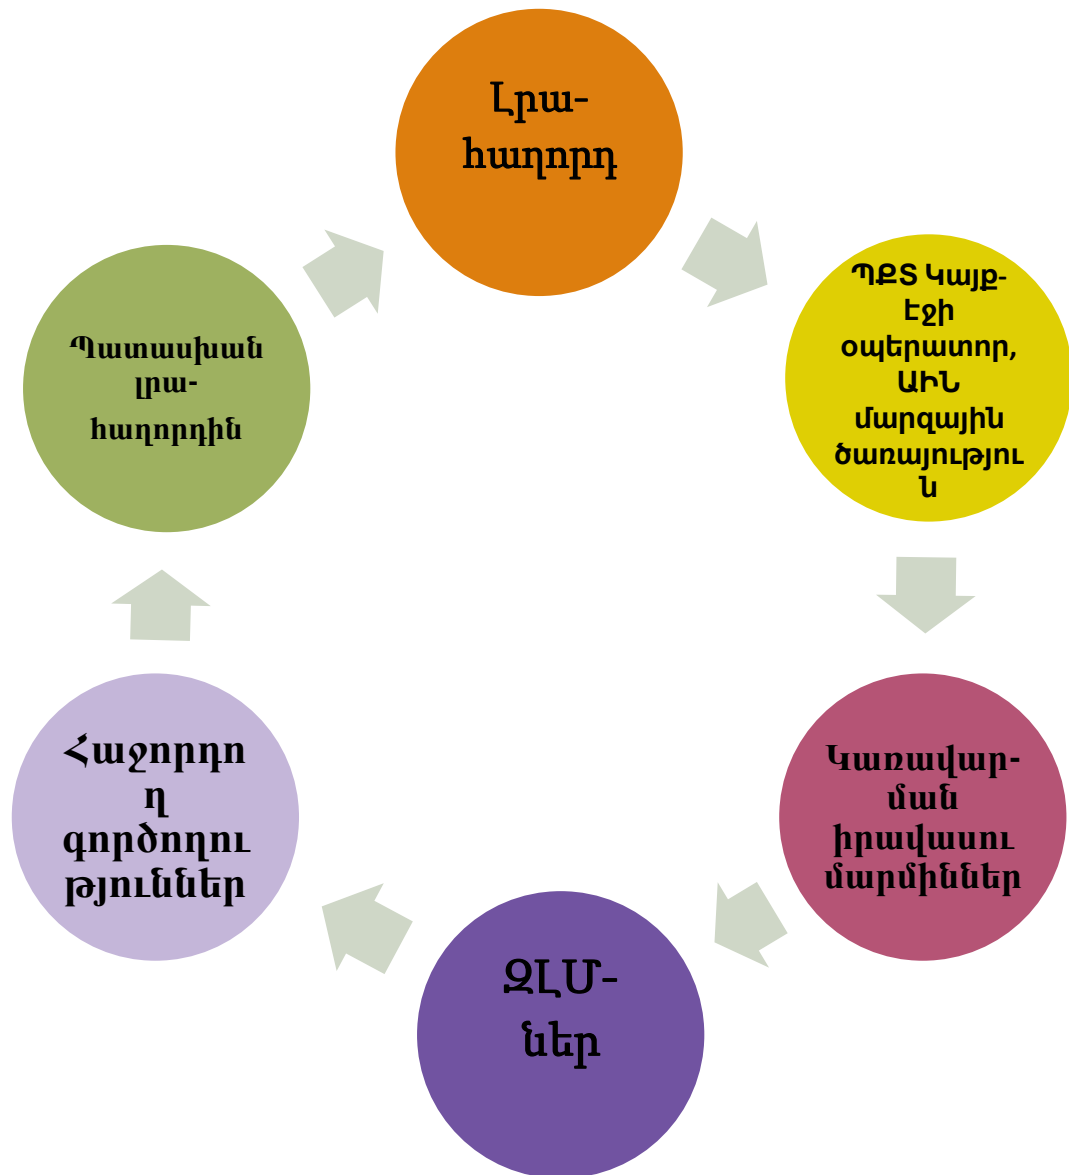 Լրա-
հաղորդ
ՊՔՏ Կայք-
էջի
օպերատոր,
ԱԻՆ
մարզային
ծառայությու
ն
Կառավար-
ման
իրավասու
մարմիններ
ԶԼՄ-
ներ
Հաջորդո
ղ
գործողու
թյուններ
Պատասխան
լրա-
հաղորդին